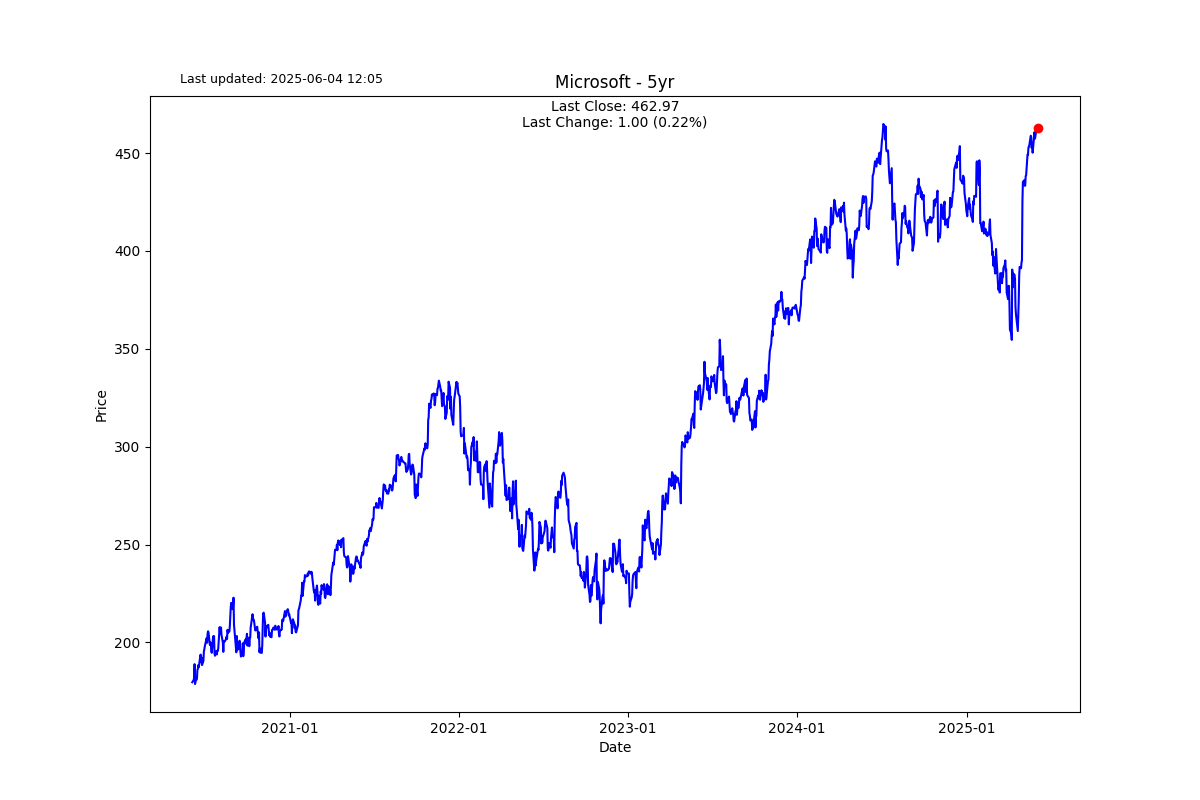 Last updated: 2025-06-04 12:05
Microsoft - 5yr
Last Close: 462.97
Last Change: 1.00 (0.22%)
450
400
350
300
250
200
Price
2021-01
2022-01
2023-01
2024-01
2025-01
Date